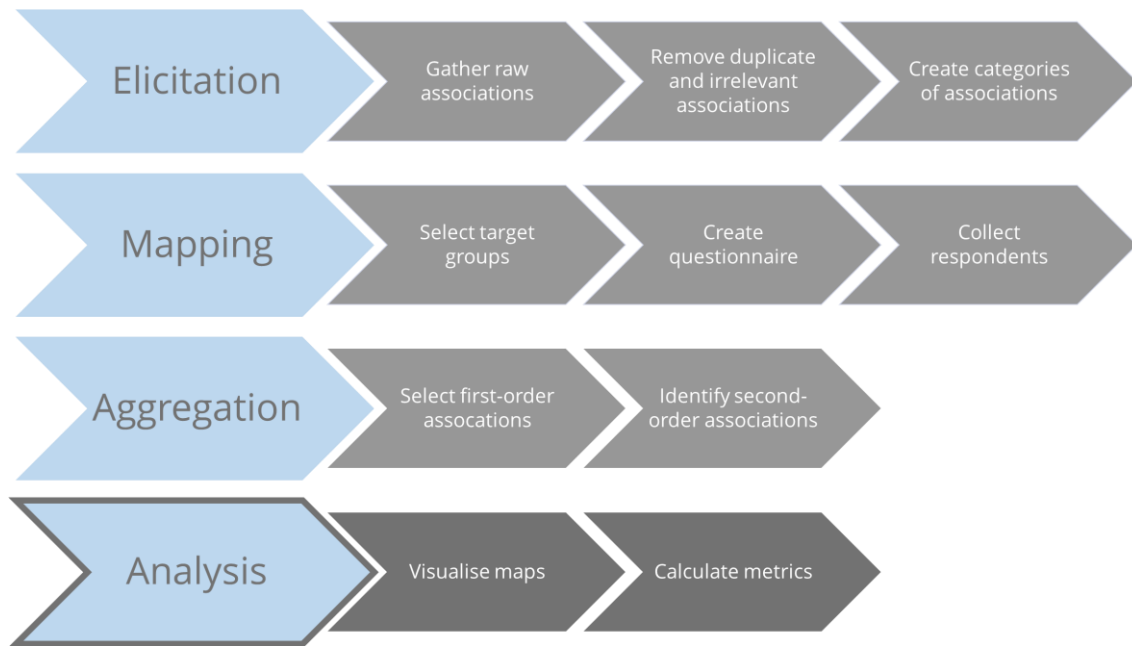 Elicitation
Gather raw
associations
Remove duplicate
and irrelevant
associations
Create categories
of associations
Mapping
Select target
groups
Create
questionnaire
Collect
respondents
Aggregation
Select first-order
assocations
Identify second-
order associations
Analysis
Visualise maps
Calculate metrics